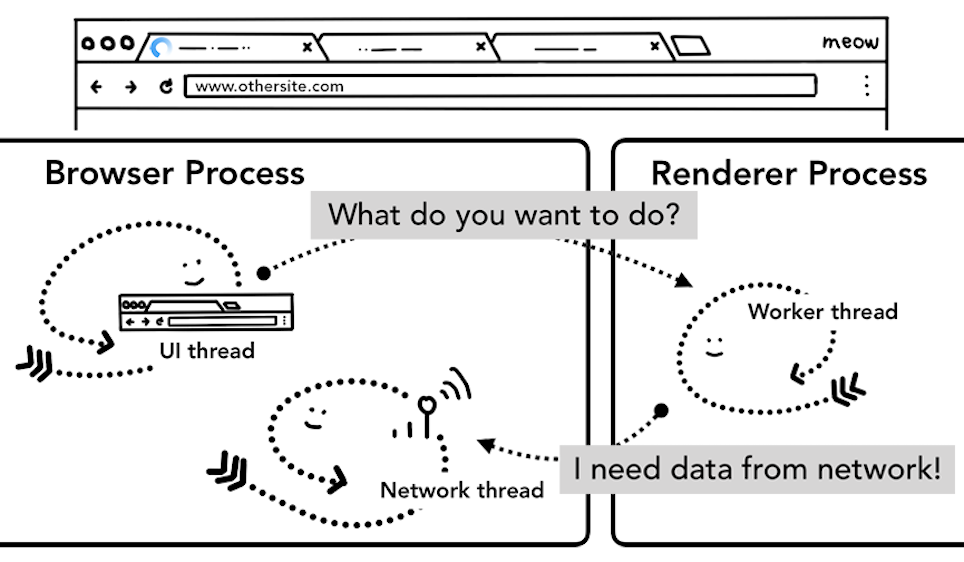 meow
www.othersite.com
Browser Process
Renderer Process
What do you want to do?
Worker thread
UI thread
I need data from network!
Network thread